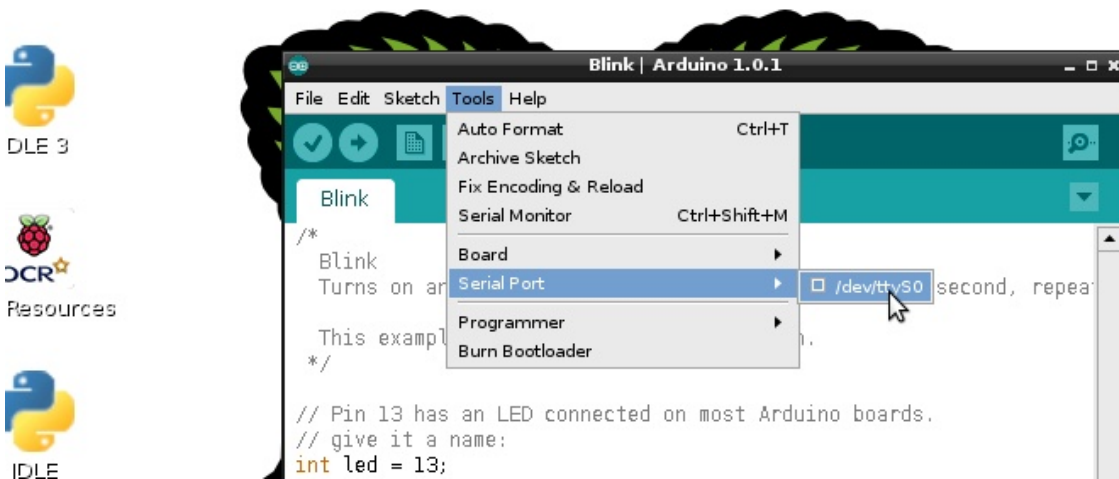 DLE 3
OCR
Resources
IDLE
Blink | Arduino 1.0.1
File Edit Sketch Tools Help
Auto Format Ctrl+T
Archive Sketch
Fix Encoding & Reload
Serial Monitor Ctrl+Shift+M
Board
Serial Port
Programmer
Burn Bootloader
/dev/ttyS0
Blink
/*
Blink
Turns on an second, repea
This exampl
*/
// Pin 13 has an LED connected on most Arduino boards.
// give it a name:
int led = 13;